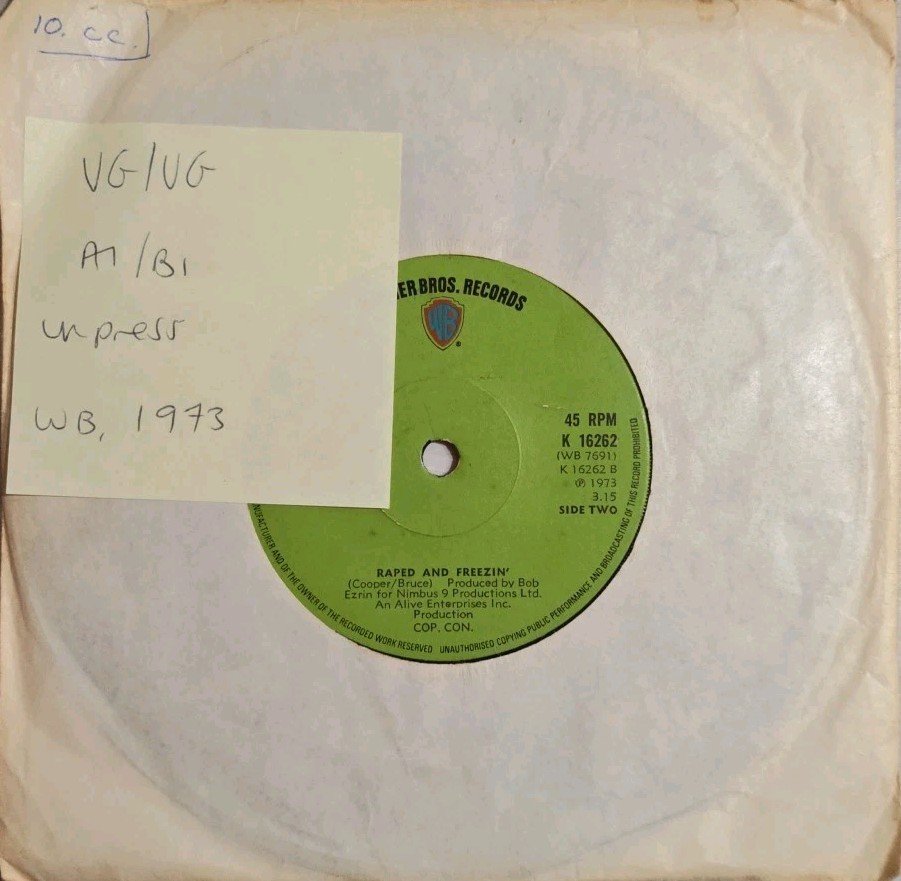 10. cc.
VG/VG
A1/B1
UK press
WB, 1973
ER BROS. RECORDS
WB
45 RPM
K 16262
(WB 7691)
K 16262 B
℗ 1973
3.15
SIDE TWO
RAPED AND FREEZIN'
(Cooper/Bruce) Produced by Bob
Ezrin for Nimbus 9 Productions Ltd.
An Alive Enterprises Inc.
Production
COP. CON.
NUFACTURER AND OF THE OWNER OF THE RECORDED WORK RESERVED UNAUTHORISED COPYING PUBLIC PERFORMANCE AND BROADCASTING OF THIS RECORD PROHIBITED